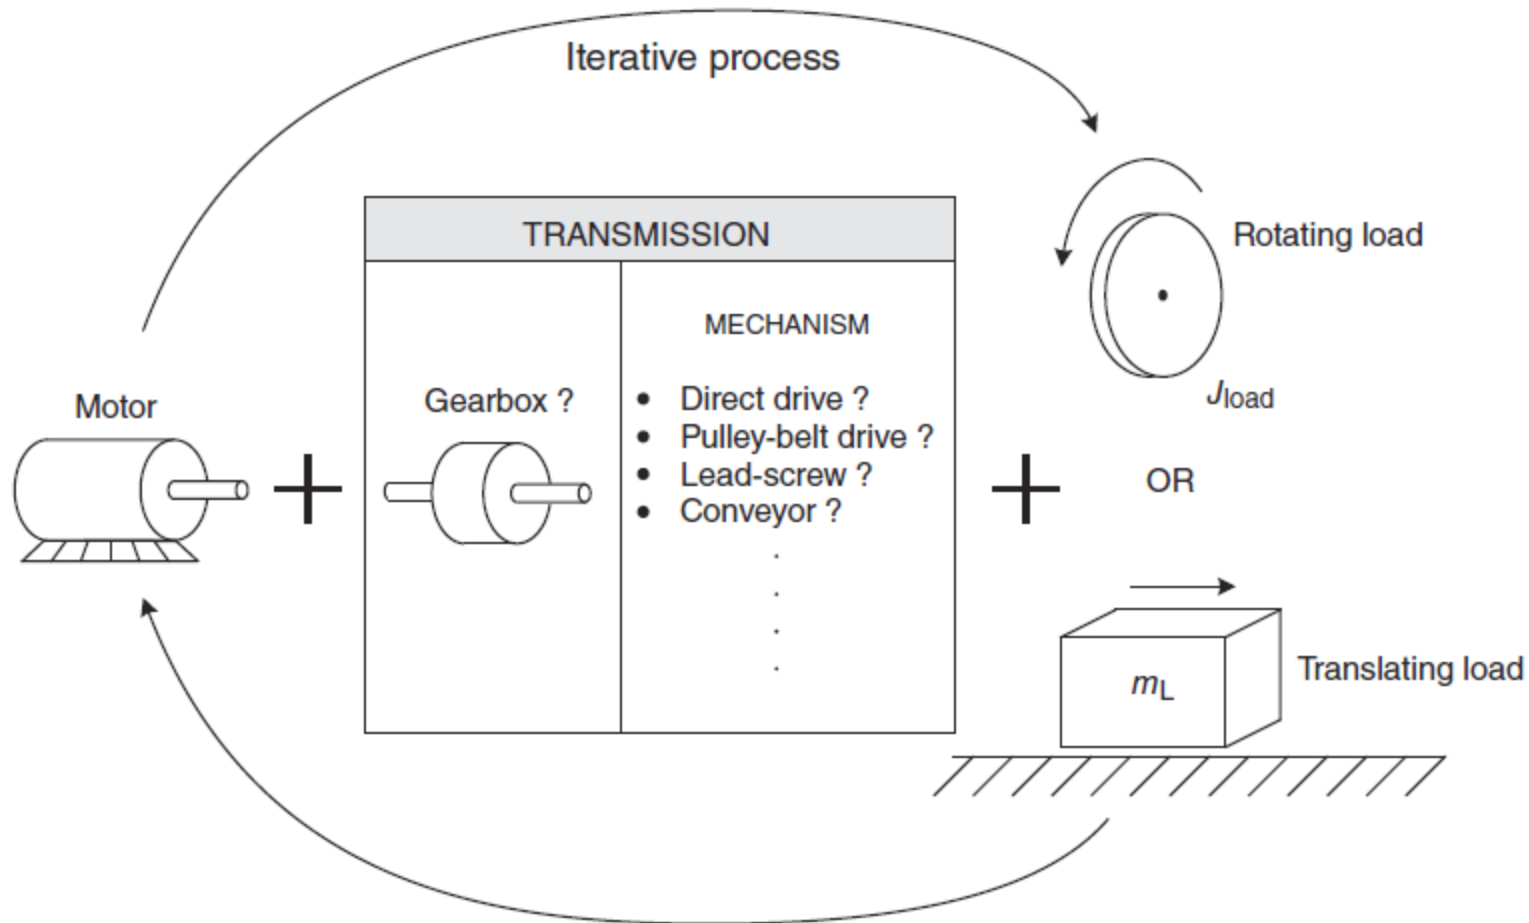 Iterative process
TRANSMISSION
Rotating load
MECHANISM
Motor
Gearbox ?
• Direct drive ?
• Pulley-belt drive ?
• Lead-screw ?
• Conveyor ?
.
.
.
.
Jload
OR
mL
Translating load